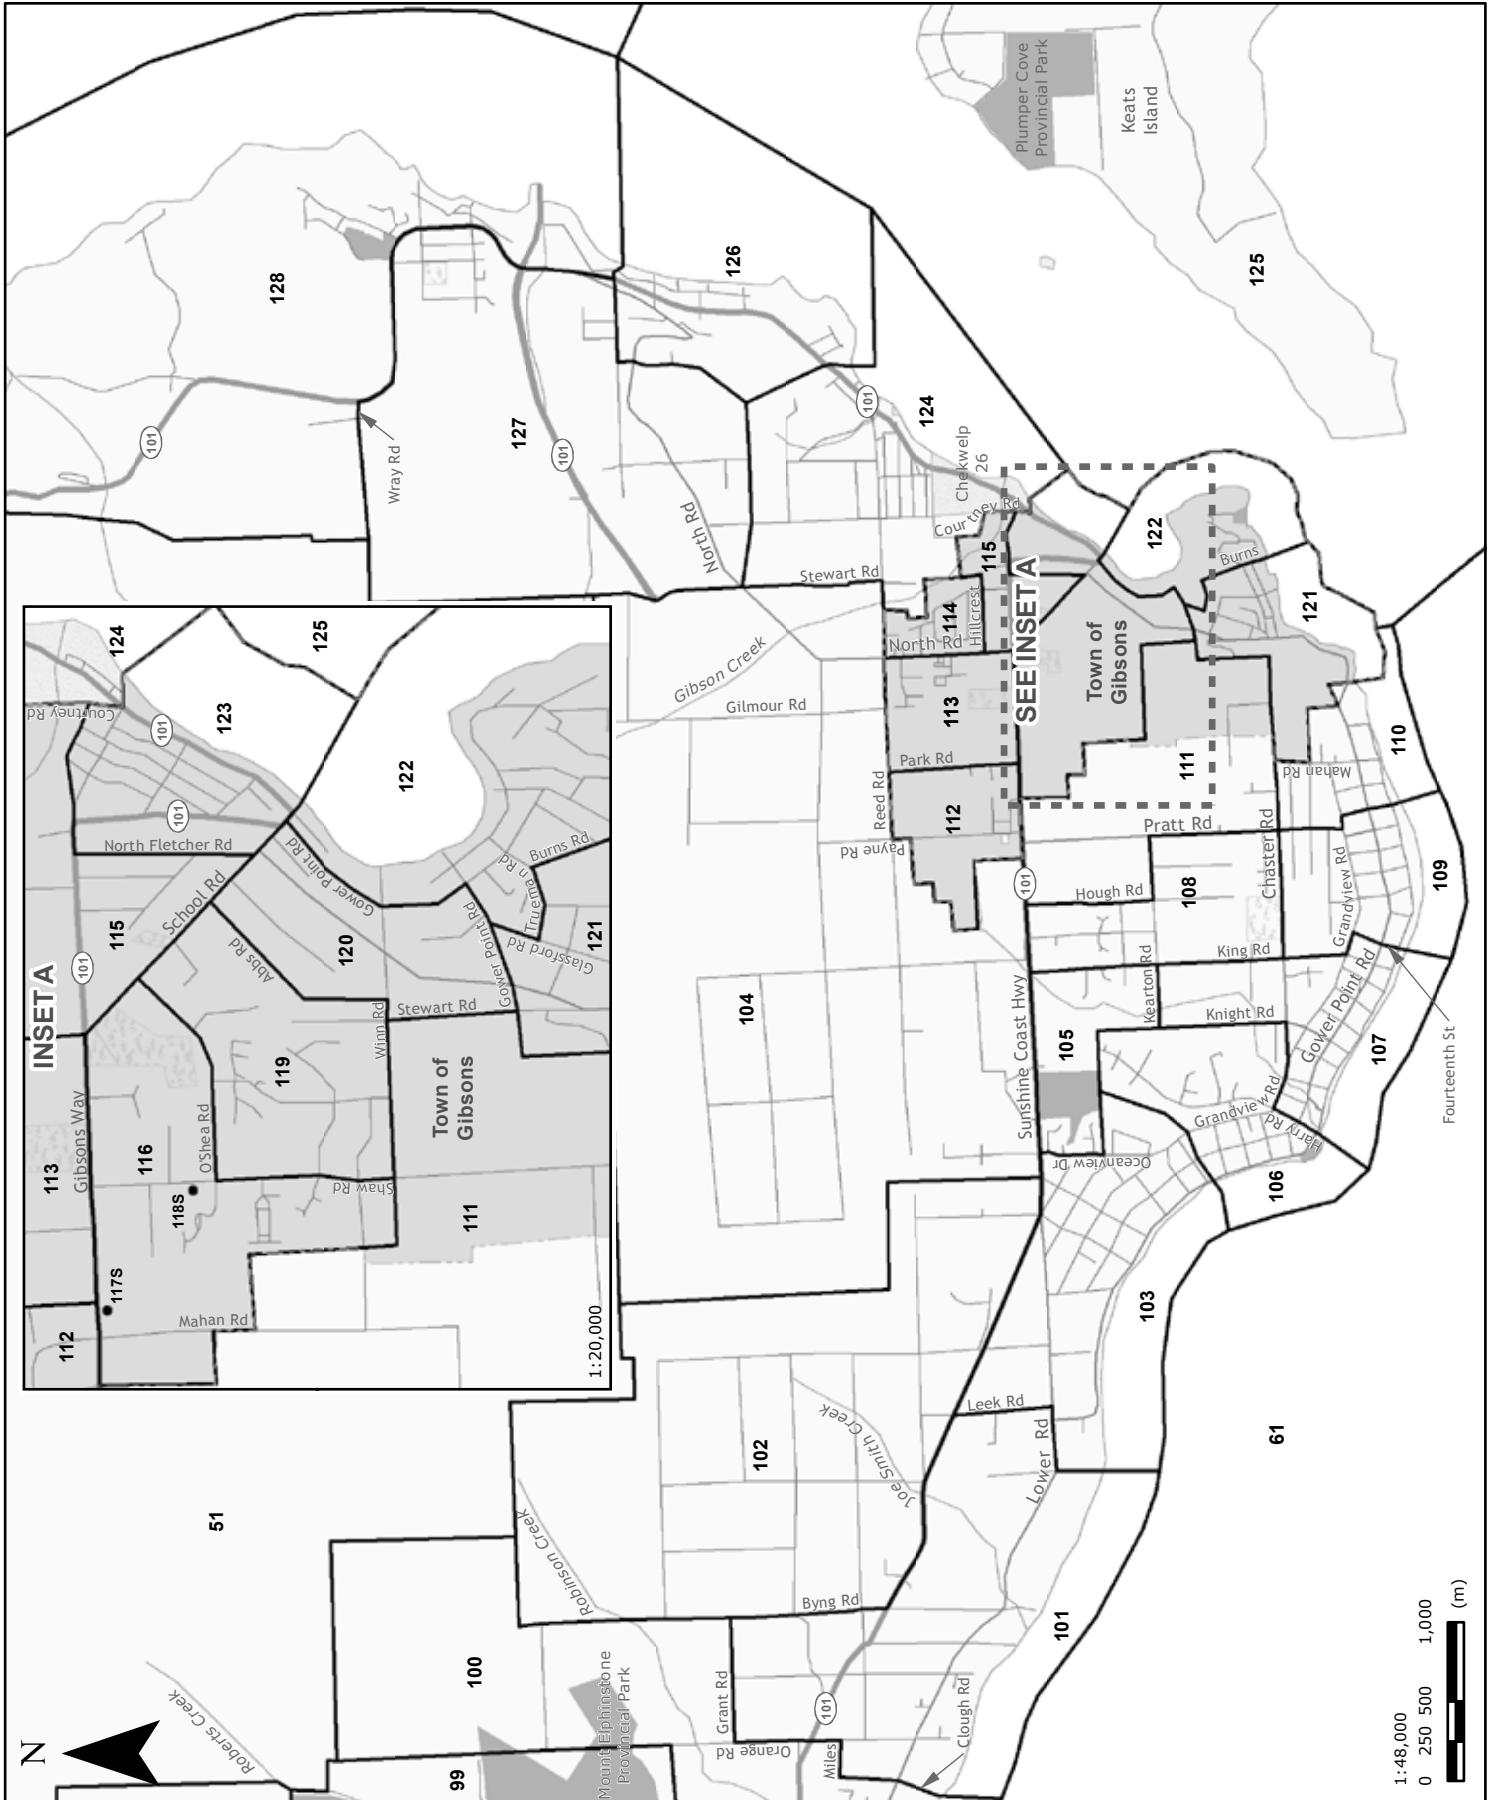 N
Plumper Cove
Provincial Park
Keats
Island
128
126
125
101
127
101
Wray Rd
North Rd
101
124
Chekwelp
26
Courtney Rd
Stewart Rd
115
122
Burns
114
Hillcrest
North Rd
SEE INSET A
Town of
Gibsons
121
Gibson Creek
Gilmour Rd
113
Park Rd
Reed Rd
112
Payne Rd
111
Mahan Rd
110
Pratt Rd
101
Hough Rd
108
Chaster Rd
Grandview Rd
109
King Rd
Kearton Rd
Knight Rd
Gower Point Rd
104
Sunshine Coast Hwy
105
107
Fourteenth St
Grandview Rd
Harry Rd
Oceanview Dr
106
103
61
Leek Rd
Lower Rd
102
Joe Smith Creek
51
Robinson Creek
Byng Rd
101
100
Mount Elphinstone
Provincial Park
Grant Rd
101
Orange Rd
Miles
Clough Rd
Roberts Creek
99
INSET A
124
125
Courtney Rd
101
123
122
101
North Fletcher Rd
Gower Point Rd
Burns Rd
Trueman Rd
School Rd
115
101
Abbs Rd
120
Gower Point Rd
Glassford Rd
121
Stewart Rd
Winn Rd
119
Town of
Gibsons
113
Gibsons Way
116
O'Shea Rd
118S
Shaw Rd
111
117S
112
Mahan Rd
1:20,000
1:48,000
0 250 500 1,000
(m)